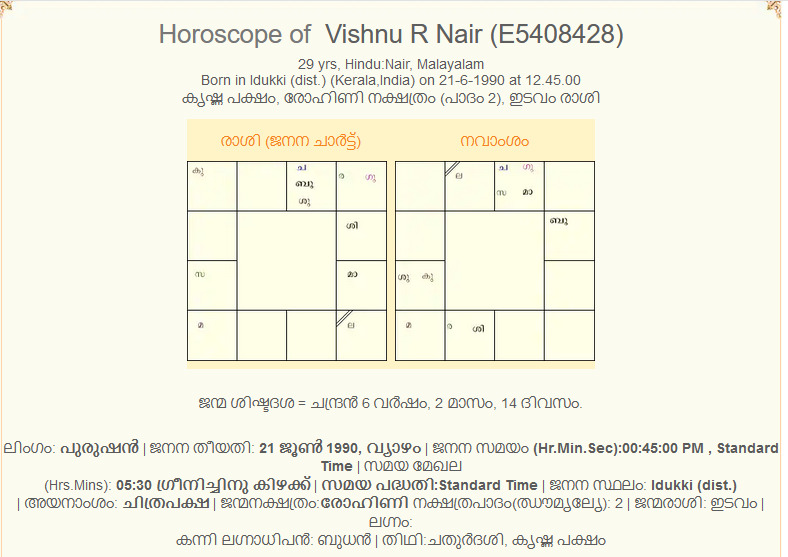 Horoscope of Vishnu R Nair (E5408428)
29 yrs, Hindu:Nair, Malayalam
Born in Idukki (dist.) (Kerala,India) on 21-6-1990 at 12.45.00
കൃഷ്ണ പക്ഷം, രോഹിണി നക്ഷത്രം (പാദം 2), ഇടവം രാശി
രാശി (ജനന ചാർട്ട്)
നവാംശം
കു
ച
ബു
ശു
ര ഗു
ശി
സ
മാ
മ
ല
ല
ച ഗു
സ മാ
ബു
ശു കു
മ
ര ശി
ജന്മ ശിഷ്ടദശ = ചന്ദ്രൻ 6 വർഷം, 2 മാസം, 14 ദിവസം.
ലിംഗം: പുരുഷൻ | ജനന തീയതി: 21 ജൂൺ 1990, വ്യാഴം | ജനന സമയം (Hr.Min.Sec):00:45:00 PM , Standard
Time | സമയ മേഖല
(Hrs.Mins): 05:30 ഗ്രീനിച്ചിനു കിഴക്ക് | സമയ പദ്ധതി:Standard Time | ജനന സ്ഥലം: Idukki (dist.)
| അയനാംശം: ചിത്രപക്ഷ | ജന്മനക്ഷത്രം:രോഹിണി നക്ഷത്രപാദം(ഝൗമ്യല്യേ): 2 | ജന്മരാശി: ഇടവം |
ലഗ്നം:
കന്നി ലഗ്നാധിപൻ: ബുധൻ | തിഥി:ചതുർദശി, കൃഷ്ണ പക്ഷം